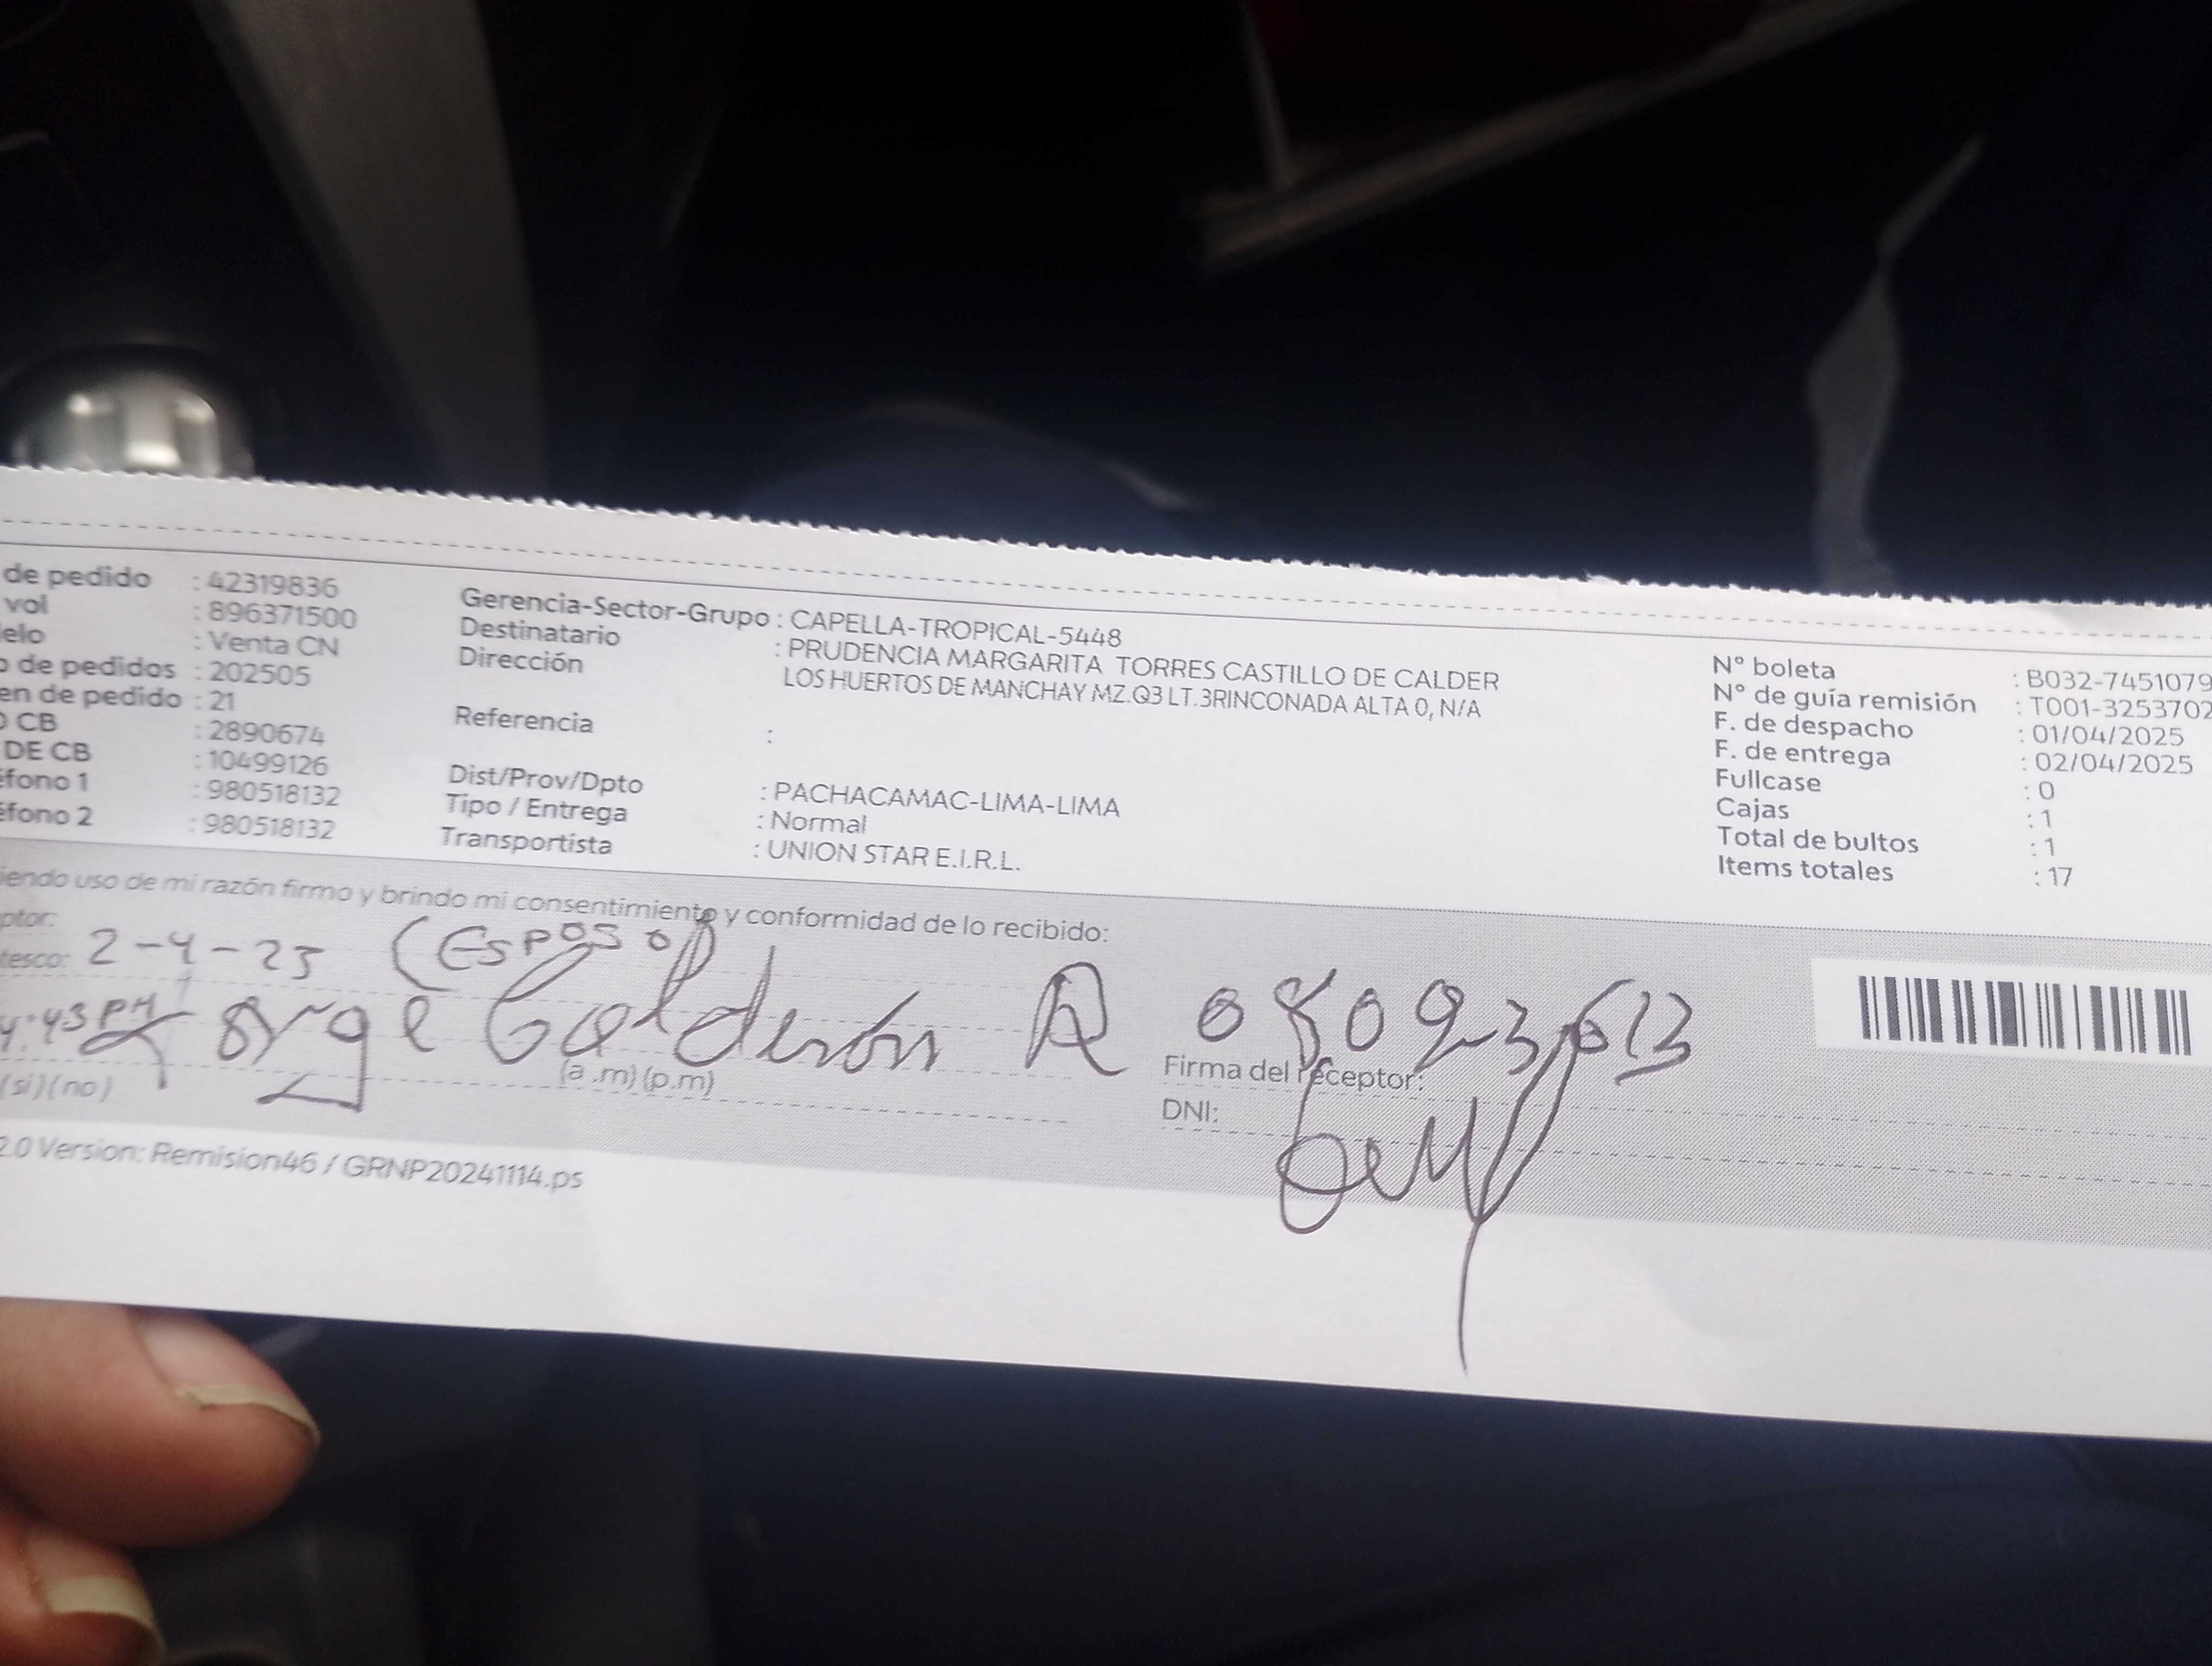 de pedido : 42319836
vol : 896371500
elo : Venta CN
o de pedidos : 202505
en de pedido : 21
O CB : 2890674
DE CB : 10499126
éfono 1 : 980518132
éfono 2 : 980518132
Gerencia-Sector-Grupo : CAPELLA-TROPICAL-5448
Destinatario : PRUDENCIA MARGARITA TORRES CASTILLO DE CALDER
Dirección LOS HUERTOS DE MANCHAY MZ.Q3 LT.3RINCONADA ALTA 0, N/A
Referencia :
Dist/Prov/Dpto : PACHACAMAC-LIMA-LIMA
Tipo / Entrega : Normal
Transportista : UNION STAR E.I.R.L.
N° boleta : B032-7451079
N° de guía remisión : T001-3253702
F. de despacho : 01/04/2025
F. de entrega : 02/04/2025
Fullcase : 0
Cajas : 1
Total de bultos : 1
Items totales : 17
iendo uso de mi razón firmo y brindo mi consentimiento y conformidad de lo recibido:
ptor:
tesco: 2-4-25 (ESPOSO)
Jorge Calderón R 080923613
(a.m)(p.m) Firma del receptor:
(si)(no) DNI:
2.0 Version: Remision46 / GRNP20241114.ps